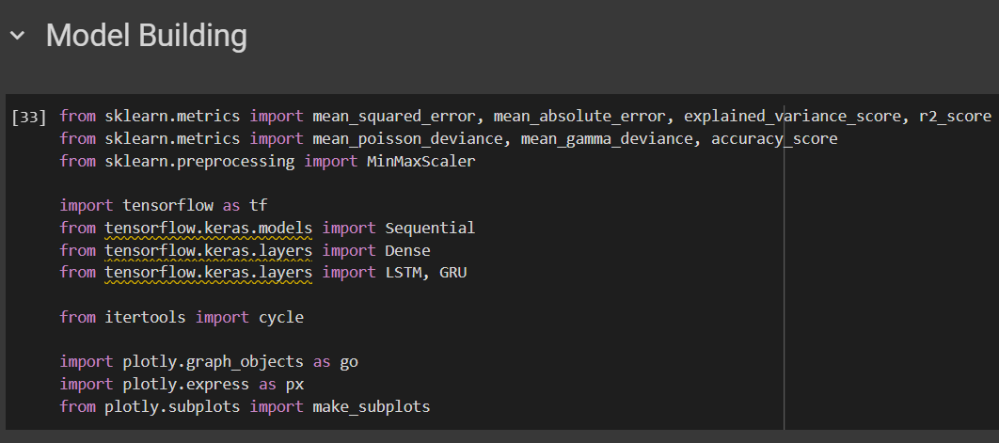 Model Building
[33] from sklearn.metrics import mean_squared_error, mean_absolute_error, explained_variance_score, r2_score
from sklearn.metrics import mean_poisson_deviance, mean_gamma_deviance, accuracy_score
from sklearn.preprocessing import MinMaxScaler
import tensorflow as tf
from tensorflow.keras.models import Sequential
from tensorflow.keras.layers import Dense
from tensorflow.keras.layers import LSTM, GRU
from itertools import cycle
import plotly.graph_objects as go
import plotly.express as px
from plotly.subplots import make_subplots